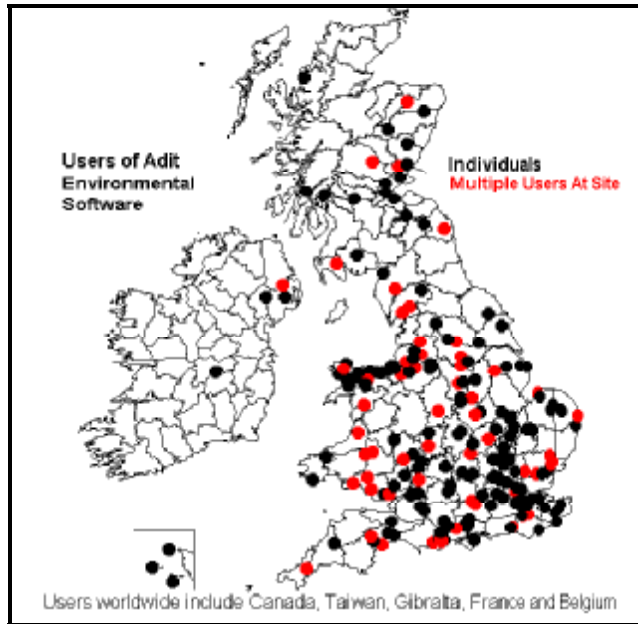 Users of Adit
Environmental
Software
Individuals
Multiple Users At Site
Users worldwide include Canada, Taiwan, Gibralta, France and Belgium